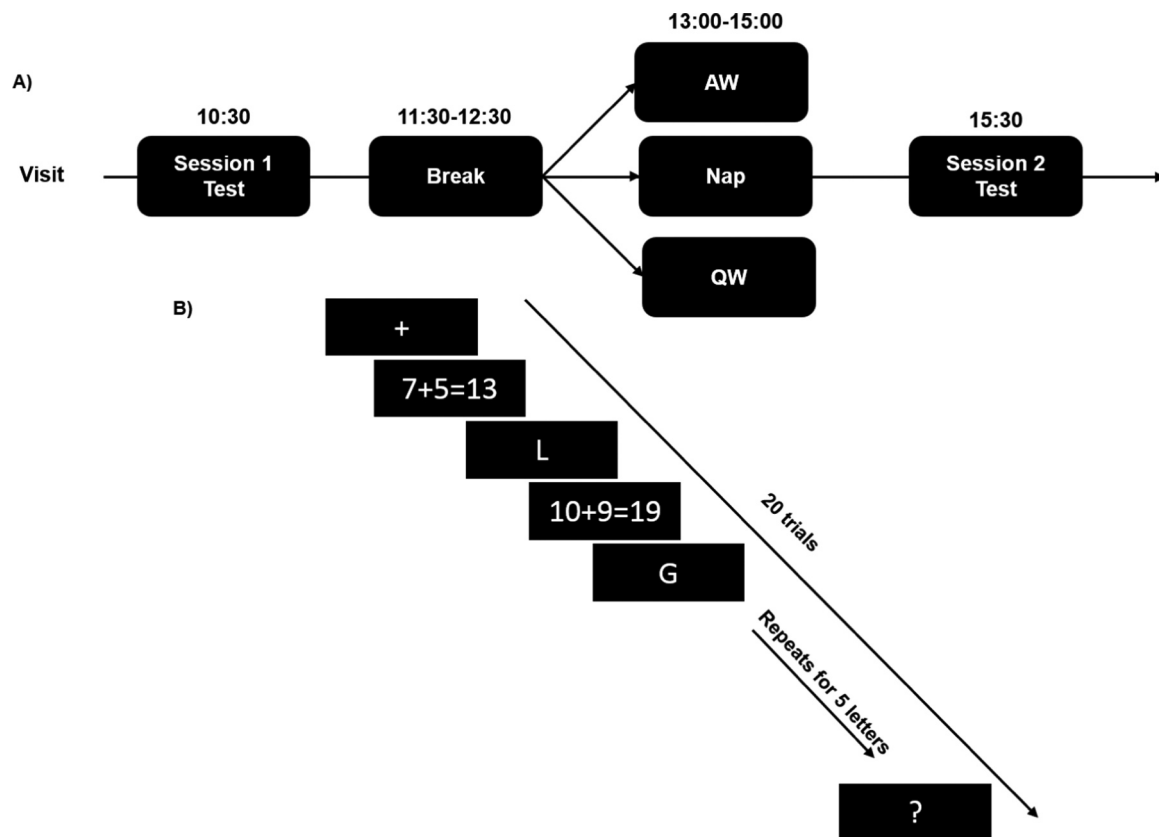 A)
13:00-15:00
AW
10:30
11:30-12:30
15:30
Visit
Session 1
Test
Break
Nap
Session 2
Test
QW
B)
+
7+5=13
L
10+9=19
G
20 trials
Repeats for 5 letters
?